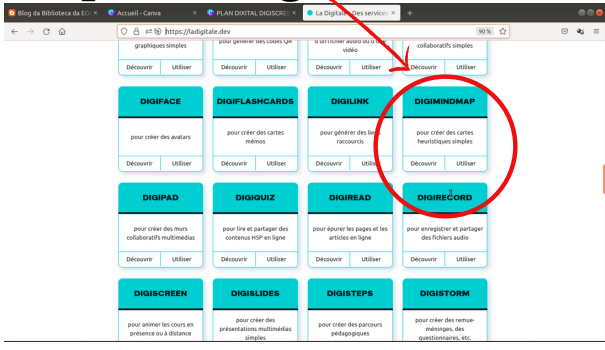 Blog da Biblioteca da EO
Accueil - Canva
PLAN DIXITAL DIGISCREE
La Digitale - Des services
https://ladigitale.dev
90 %
graphiques simples
pour générer des codes QR
d'un fichier audio ou d'une
vidéo
collaboratifs simples
Découvrir Utiliser Découvrir Utiliser Découvrir Utiliser Découvrir Utiliser
DIGIFACE DIGIFLASHCARDS DIGILINK DIGIMINDMAP
pour créer des avatars
pour créer des cartes
mémos
pour générer des liens
raccourcis
pour créer des cartes
heuristiques simples
Découvrir Utiliser Découvrir Utiliser Découvrir Utiliser Découvrir Utiliser
DIGIPAD DIGIQUIZ DIGIREAD DIGIRECORD
pour créer des murs
collaboratifs multimédias
pour lire et partager des
contenus H5P en ligne
pour épurer les pages et les
articles en ligne
pour enregistrer et partager
des fichiers audio
Découvrir Utiliser Découvrir Utiliser Découvrir Utiliser Découvrir Utiliser
DIGISCREEN DIGISLIDES DIGISTEPS DIGISTORM
pour animer les cours en
présence ou à distance
pour créer des
présentations multimédias
simples
pour créer des parcours
pédagogiques
pour créer des remue-
méninges, des
questionnaires, etc.